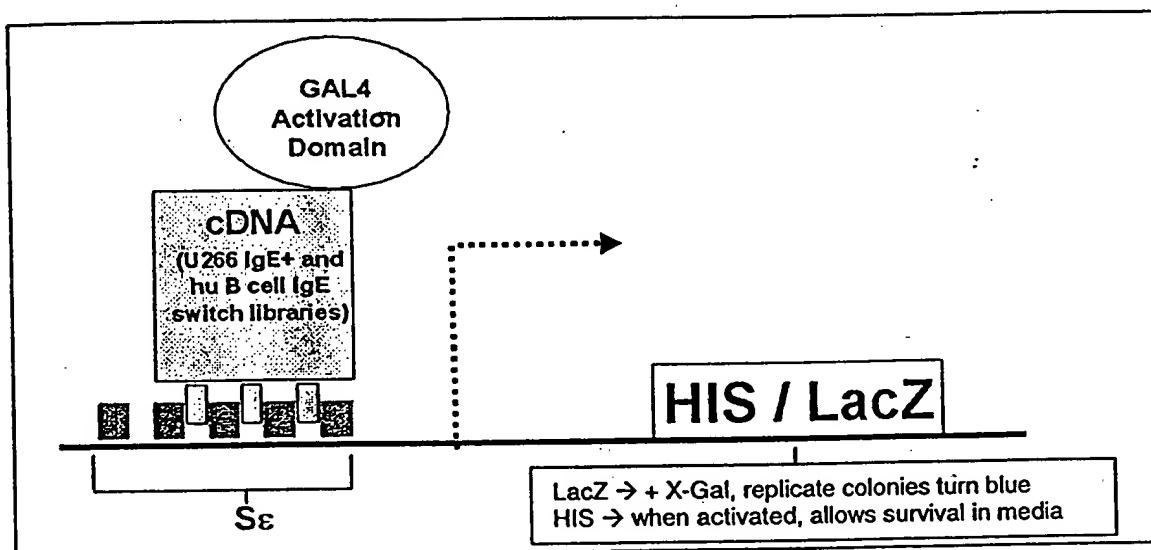 GAL4
Activation
Domain
cDNA
(U266 IgE+ and
hu B cell IgE
switch libraries)
HIS / LacZ
Sε
LacZ → + X-Gal, replicate colonies turn blue
HIS → when activated, allows survival in media